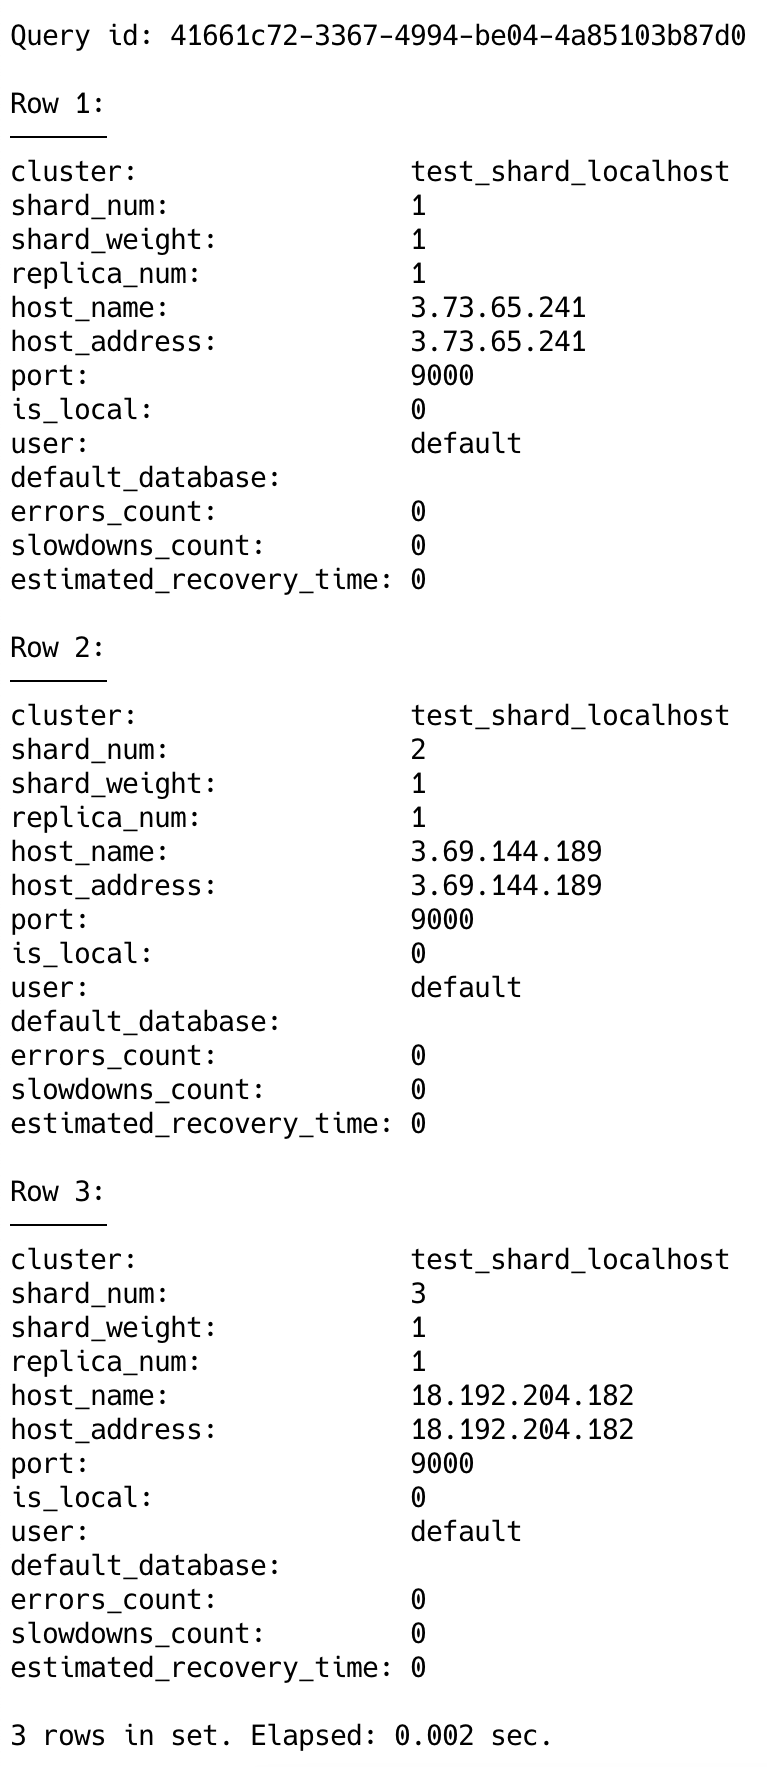 Query id: 41661c72-3367-4994-be04-4a85103b87d0
Row 1:
cluster: test_shard_localhost
shard_num: 1
shard_weight: 1
replica_num: 1
host_name: 3.73.65.241
host_address: 3.73.65.241
port: 9000
is_local: 0
user: default
default_database:
errors_count: 0
slowdowns_count: 0
estimated_recovery_time: 0
Row 2:
cluster: test_shard_localhost
shard_num: 2
shard_weight: 1
replica_num: 1
host_name: 3.69.144.189
host_address: 3.69.144.189
port: 9000
is_local: 0
user: default
default_database:
errors_count: 0
slowdowns_count: 0
estimated_recovery_time: 0
Row 3:
cluster: test_shard_localhost
shard_num: 3
shard_weight: 1
replica_num: 1
host_name: 18.192.204.182
host_address: 18.192.204.182
port: 9000
is_local: 0
user: default
default_database:
errors_count: 0
slowdowns_count: 0
estimated_recovery_time: 0
3 rows in set. Elapsed: 0.002 sec.